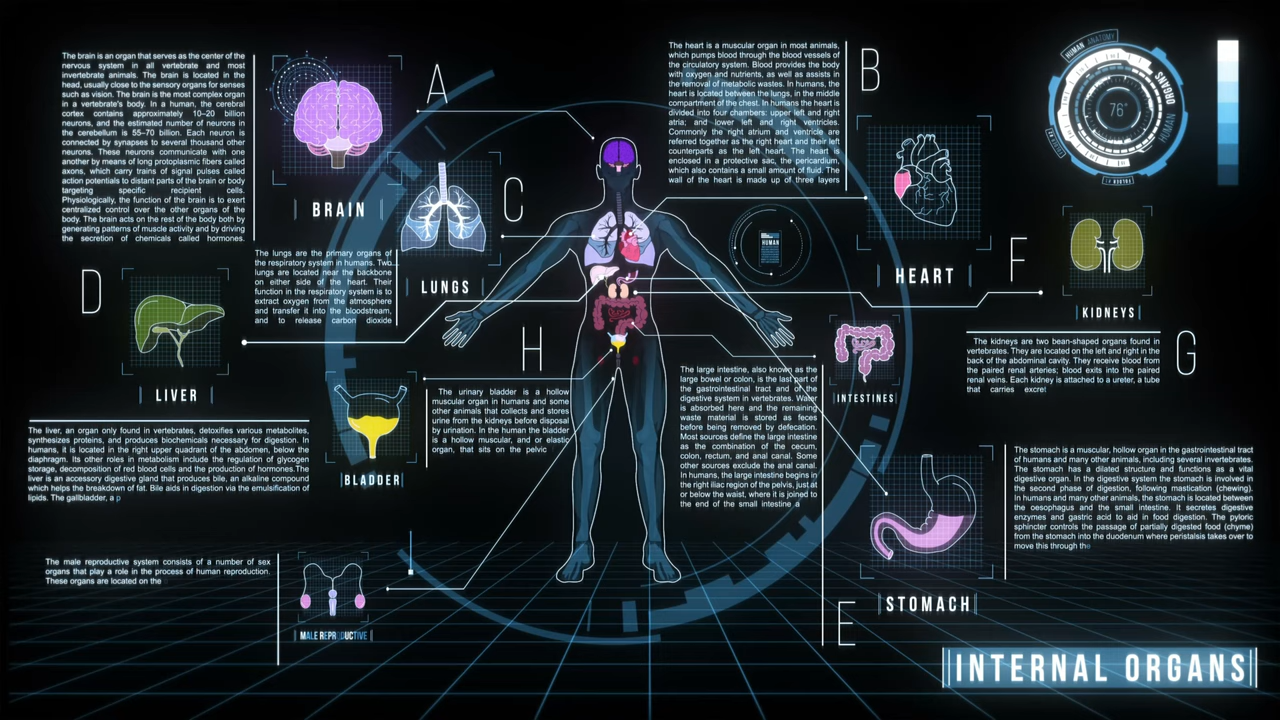 The brain is an organ that serves as the center of the
nervous system in all vertebrate and most
invertebrate animals. The brain is located in the
head, usually close to the sensory organs for senses
such as vision. The brain is the most complex organ
in a vertebrate's body. In a human, the cerebral
cortex contains approximately 10–20 billion
neurons, and the estimated number of neurons in
the cerebellum is 55–70 billion. Each neuron is
connected by synapses to several thousand other
neurons. These neurons communicate with one
another by means of long protoplasmic fibers called
axons, which carry trains of signal pulses called
action potentials to distant parts of the brain or body
targeting specific recipient cells.
Physiologically, the function of the brain is to exert
centralized control over the other organs of the
body. The brain acts on the rest of the body both by
generating patterns of muscle activity and by driving
the secretion of chemicals called hormones.
A
BRAIN
The heart is a muscular organ in most animals,
which pumps blood through the blood vessels of
the circulatory system. Blood provides the body
with oxygen and nutrients, as well as assists in
the removal of metabolic wastes. In humans, the
heart is located between the lungs, in the middle
compartment of the chest. In humans the heart is
divided into four chambers: upper left and right
atria; and lower left and right ventricles.
Commonly the right atrium and ventricle are
referred together as the right heart and their left
counterparts as the left heart. The heart is
enclosed in a protective sac, the pericardium,
which also contains a small amount of fluid. The
wall of the heart is made up of three layers
B
HEART
HUMAN ANATOMY
ORGANS
HUMAN
76°
C
The lungs are the primary organs of
the respiratory system in humans. Two
lungs are located near the backbone
on either side of the heart. Their
function in the respiratory system is to
extract oxygen from the atmosphere
and transfer it into the bloodstream,
and to release carbon dioxide
LUNGS
HUMAN
F
KIDNEYS
D
LIVER
The liver, an organ only found in vertebrates, detoxifies various metabolites,
synthesizes proteins, and produces biochemicals necessary for digestion. In
humans, it is located in the right upper quadrant of the abdomen, below the
diaphragm. Its other roles in metabolism include the regulation of glycogen
storage, decomposition of red blood cells and the production of hormones.The
liver is an accessory digestive gland that produces bile, an alkaline compound
which helps the breakdown of fat. Bile aids in digestion via the emulsification of
lipids. The gallbladder, a p
H
The urinary bladder is a hollow
muscular organ in humans and some
other animals that collects and stores
urine from the kidneys before disposal
by urination. In the human the bladder
is a hollow muscular, and or elastic
organ, that sits on the pelvic
BLADDER
The kidneys are two bean-shaped organs found in
vertebrates. They are located on the left and right in the
back of the abdominal cavity. They receive blood from
the paired renal arteries; blood exits into the paired
renal veins. Each kidney is attached to a ureter, a tube
that carries excret
G
INTESTINES
The large intestine, also known as the
large bowel or colon, is the last part of
the gastrointestinal tract and of the
digestive system in vertebrates. Water
is absorbed here and the remaining
waste material is stored as feces
before being removed by defecation.
Most sources define the large intestine
as the combination of the cecum,
colon, rectum, and anal canal. Some
other sources exclude the anal canal.
In humans, the large intestine begins in
the right iliac region of the pelvis, just at
or below the waist, where it is joined to
the end of the small intestine a
The stomach is a muscular, hollow organ in the gastrointestinal tract
of humans and many other animals, including several invertebrates.
The stomach has a dilated structure and functions as a vital
digestive organ. In the digestive system the stomach is involved in
the second phase of digestion, following mastication (chewing).
In humans and many other animals, the stomach is located between
the oesophagus and the small intestine. It secretes digestive
enzymes and gastric acid to aid in food digestion. The pyloric
sphincter controls the passage of partially digested food (chyme)
from the stomach into the duodenum where peristalsis takes over to
move this through the
STOMACH
E
The male reproductive system consists of a number of sex
organs that play a role in the process of human reproduction.
These organs are located on the
MALE REPRODUCTIVE
INTERNAL ORGANS